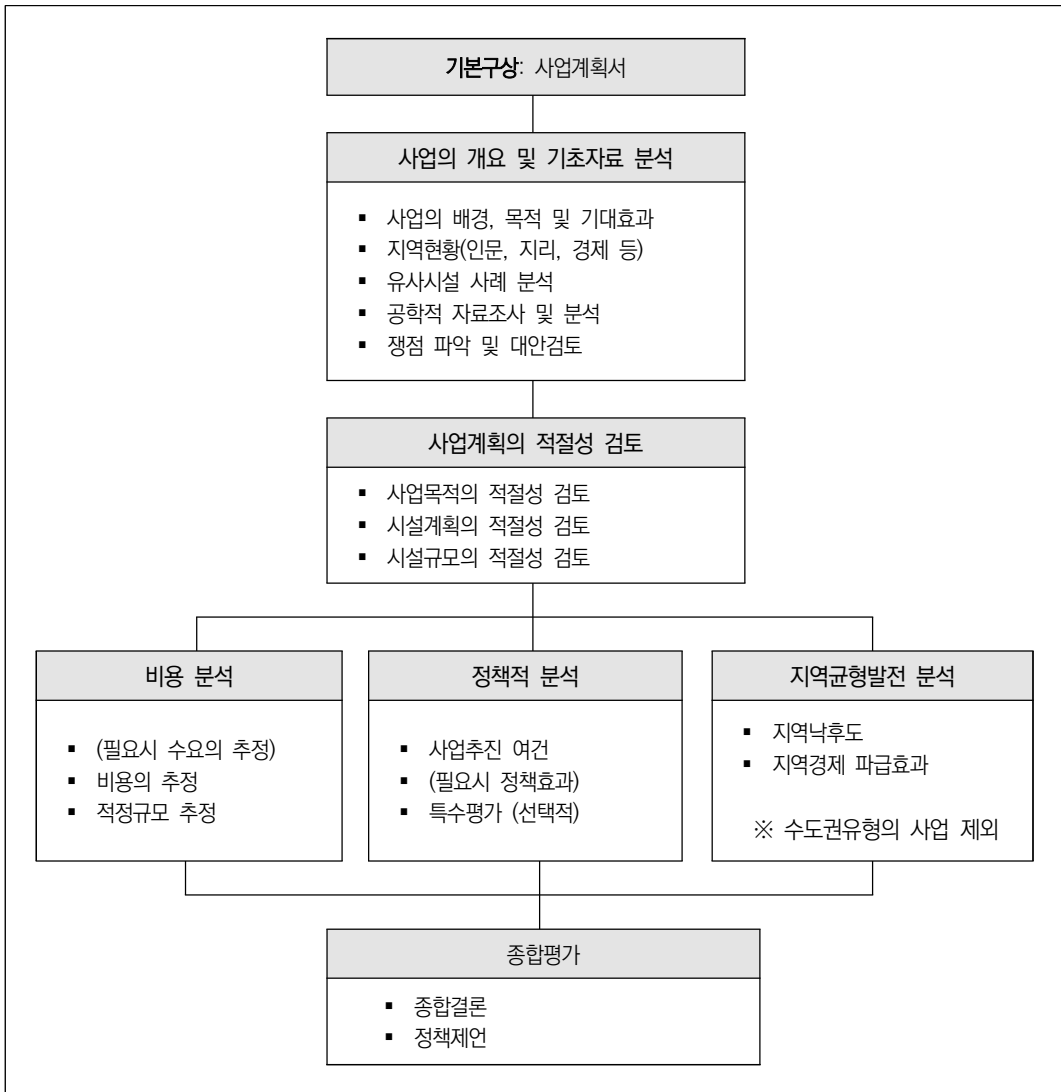 기본구상: 사업계획서
사업의 개요 및 기초자료 분석
▪ 사업의 배경, 목적 및 기대효과
▪ 지역현황(인문, 지리, 경제 등)
▪ 유사시설 사례 분석
▪ 공학적 자료조사 및 분석
▪ 쟁점 파악 및 대안검토
사업계획의 적절성 검토
▪ 사업목적의 적절성 검토
▪ 시설계획의 적절성 검토
▪ 시설규모의 적절성 검토
비용 분석
▪ (필요시 수요의 추정)
▪ 비용의 추정
▪ 적정규모 추정
정책적 분석
▪ 사업추진 여건
▪ (필요시 정책효과)
▪ 특수평가 (선택적)
지역균형발전 분석
▪ 지역낙후도
▪ 지역경제 파급효과
※ 수도권유형의 사업 제외
종합평가
▪ 종합결론
▪ 정책제언